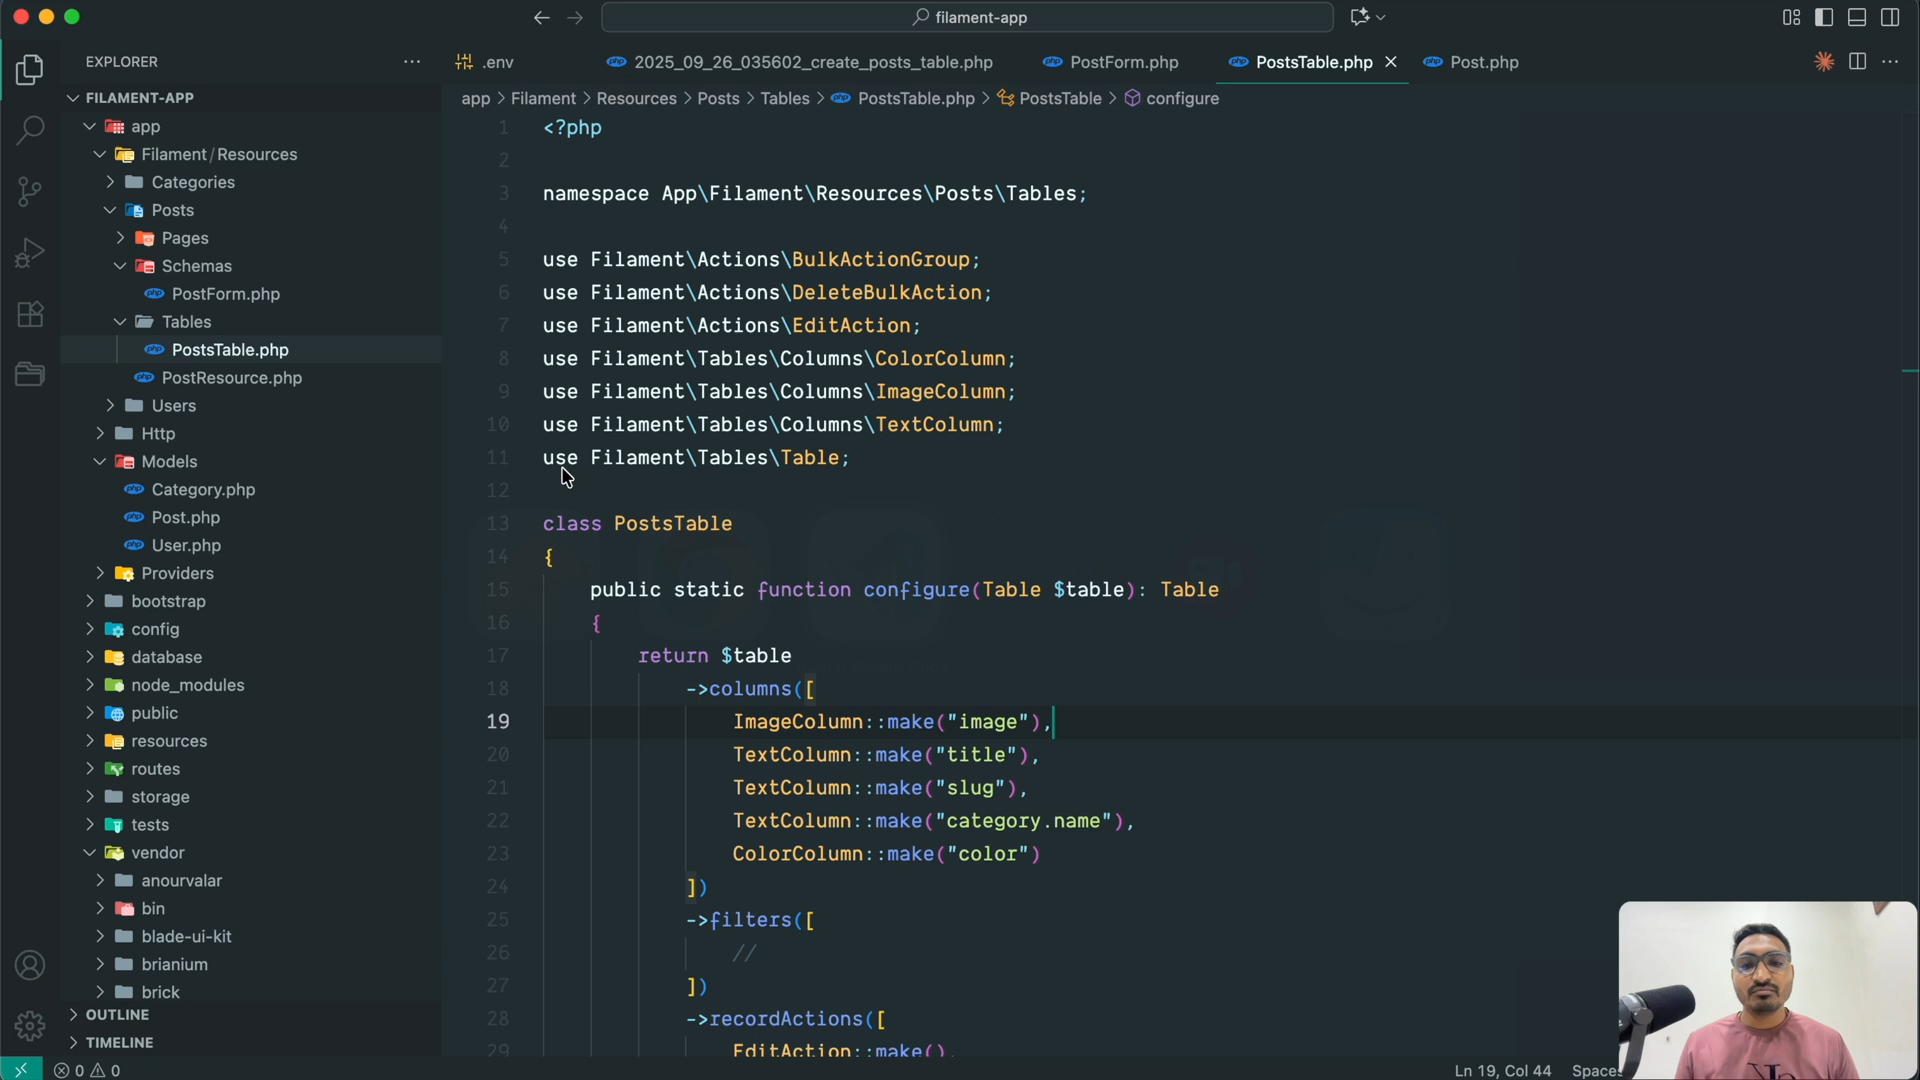 filament-app
EXPLORER
.env
2025_09_26_035602_create_posts_table.php
PostForm.php
PostsTable.php
Post.php
app > Filament > Resources > Posts > Tables > PostsTable.php > PostsTable > configure
FILAMENT-APP
app
Filament/Resources
Categories
Posts
Pages
Schemas
PostForm.php
Tables
PostsTable.php
PostResource.php
Users
Http
Models
Category.php
Post.php
User.php
Providers
bootstrap
config
database
node_modules
public
resources
routes
storage
tests
vendor
anourvalar
bin
blade-ui-kit
brianium
brick
OUTLINE
TIMELINE
1 <?php
2
3 namespace App\Filament\Resources\Posts\Tables;
4
5 use Filament\Actions\BulkActionGroup;
6 use Filament\Actions\DeleteBulkAction;
7 use Filament\Actions\EditAction;
8 use Filament\Tables\Columns\ColorColumn;
9 use Filament\Tables\Columns\ImageColumn;
10 use Filament\Tables\Columns\TextColumn;
11 use Filament\Tables\Table;
12
13 class PostsTable
14 {
15 public static function configure(Table $table): Table
16 {
17 return $table
18 ->columns([
19 ImageColumn::make("image"),
20 TextColumn::make("title"),
21 TextColumn::make("slug"),
22 TextColumn::make("category.name"),
23 ColorColumn::make("color")
24 ])
25 ->filters([
26 //
27 ])
28 ->recordActions([
29 EditAction::make(),
0 0
Ln 19, Col 44
Spaces